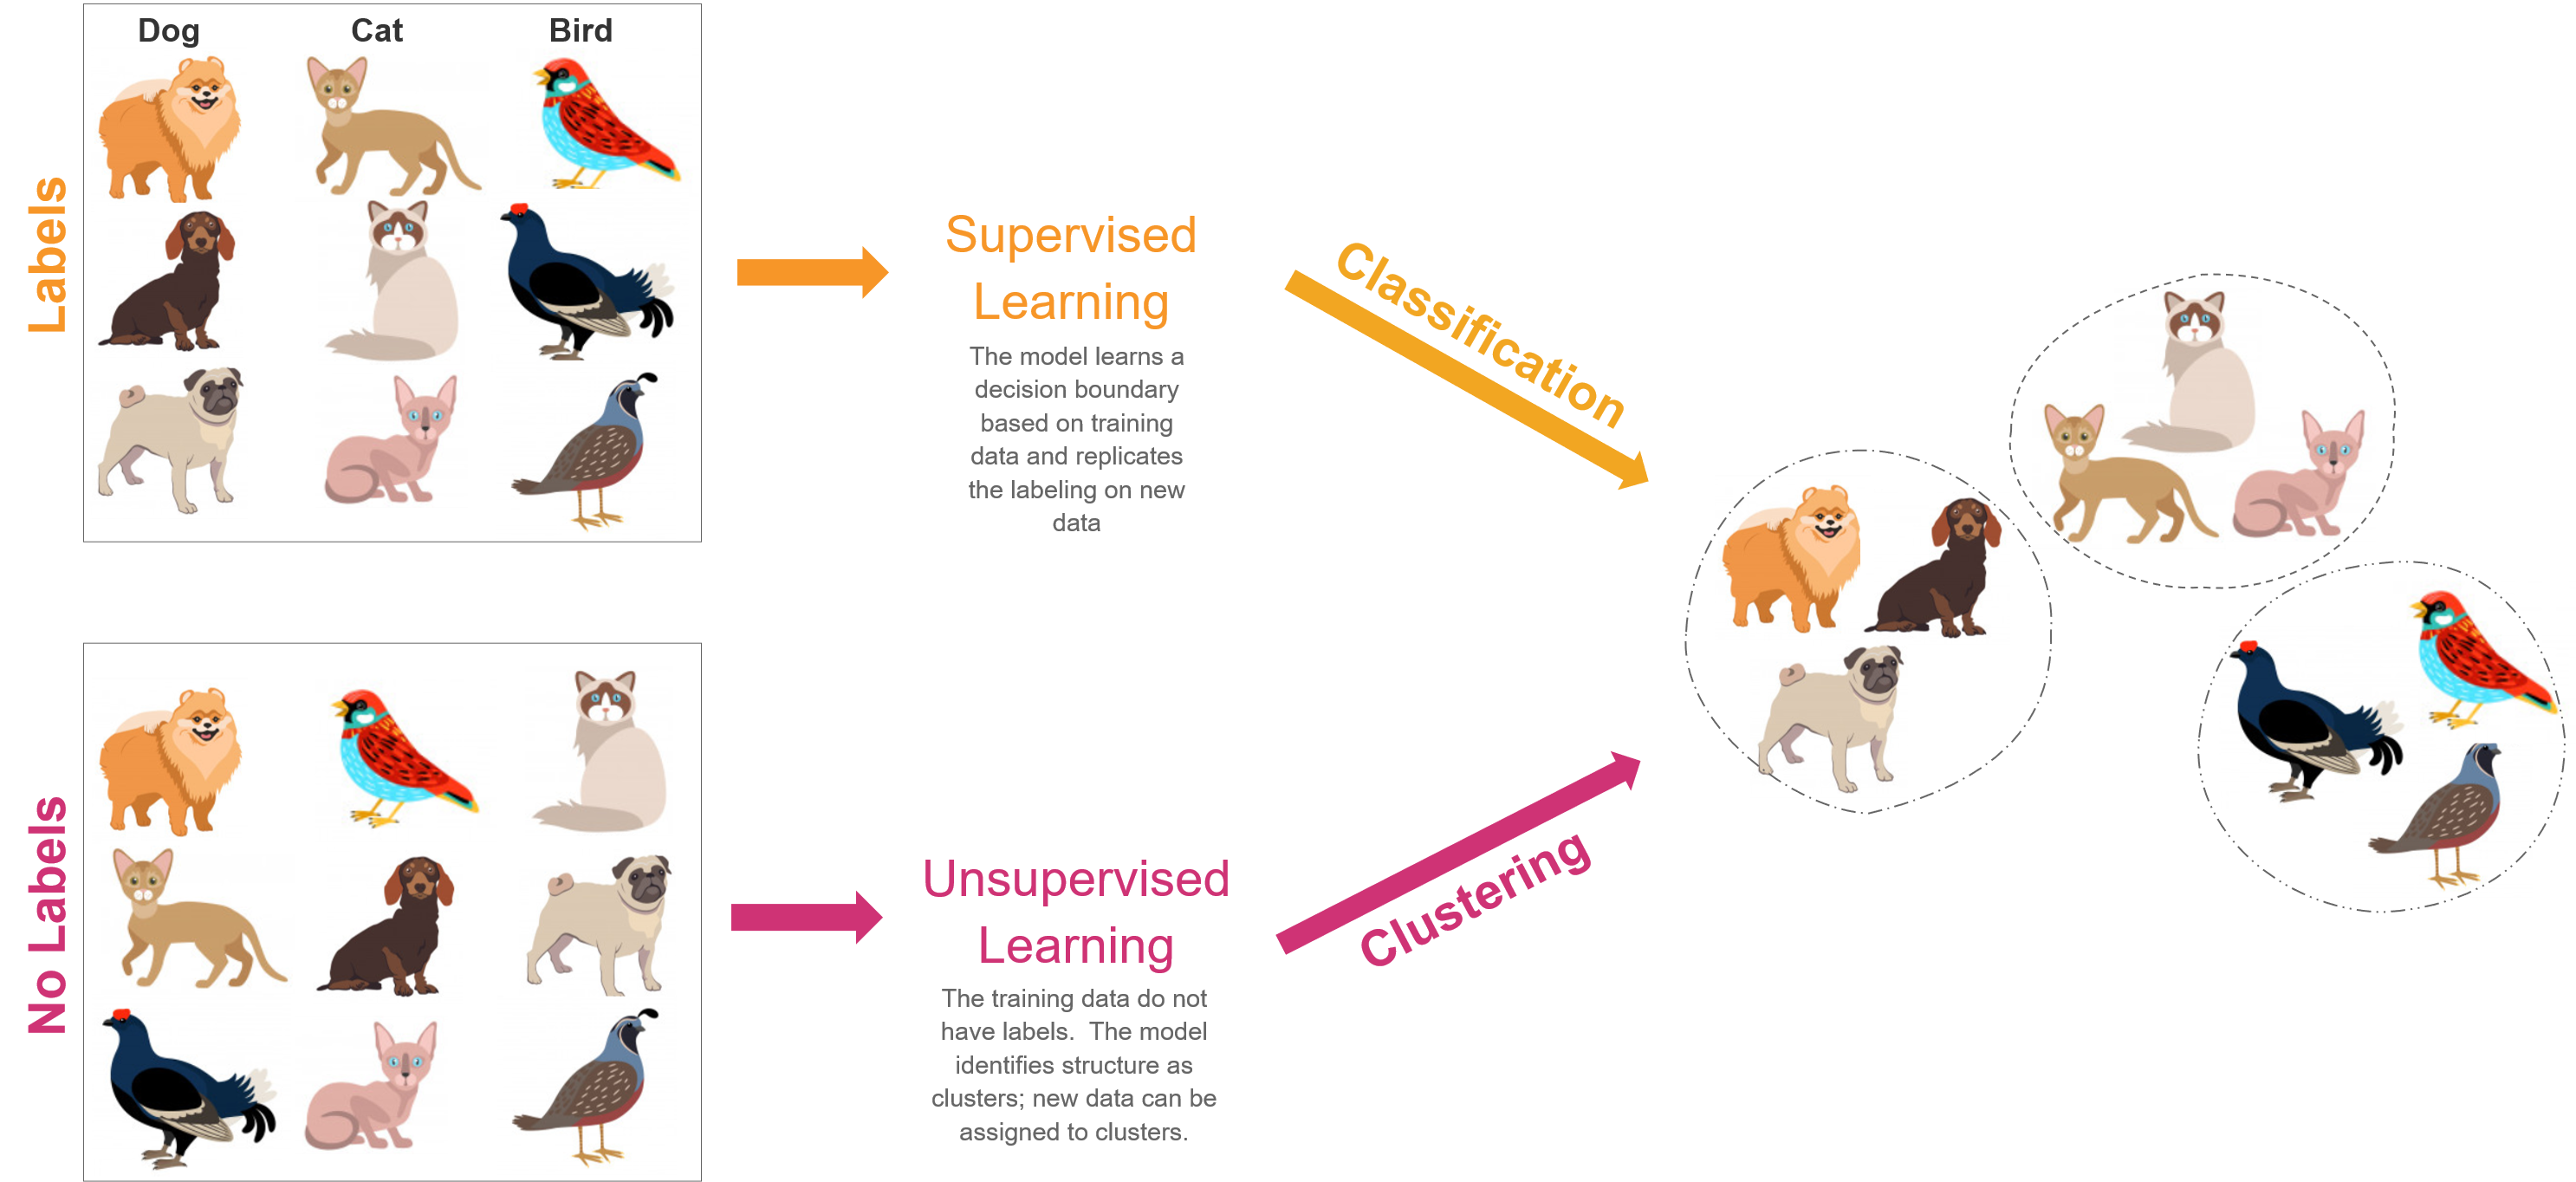 Dog Cat Bird
Labels
Supervised
Learning
The model learns a
decision boundary
based on training
data and replicates
the labeling on new
data
Classification
No Labels
Unsupervised
Learning
The training data do not
have labels.  The model
identifies structure as
clusters; new data can be
assigned to clusters.
Clustering